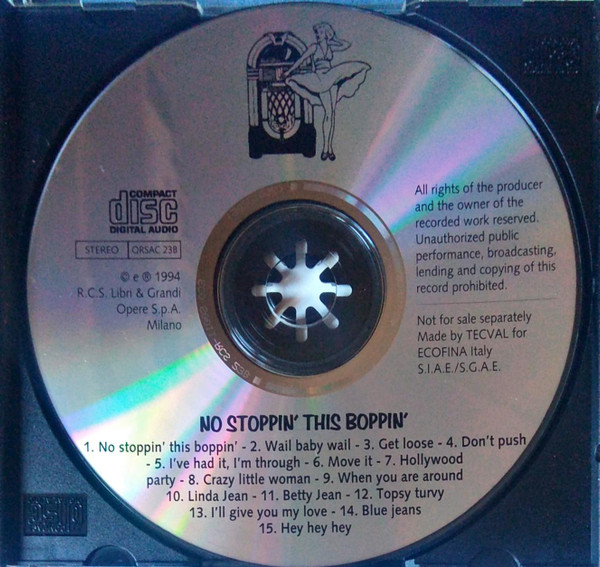 COMPACT
disc
DIGITAL AUDIO
STEREO QRSAC 238
© e ® 1994
R.C.S. Libri & Grandi
Opere S.p.A.
Milano
All rights of the producer
and the owner of the
recorded work reserved.
Unauthorized public
performance, broadcasting,
lending and copying of this
record prohibited.
Not for sale separately
Made by TECVAL for
ECOFINA Italy
S.I.A.E./S.G.A.E.
NO STOPPIN' THIS BOPPIN'
1. No stoppin' this boppin' - 2. Wail baby wail - 3. Get loose - 4. Don't push
- 5. I've had it, I'm through - 6. Move it - 7. Hollywood
party - 8. Crazy little woman - 9. When you are around
10. Linda Jean - 11. Betty Jean - 12. Topsy turvy
13. I'll give you my love - 14. Blue jeans
15. Hey hey hey